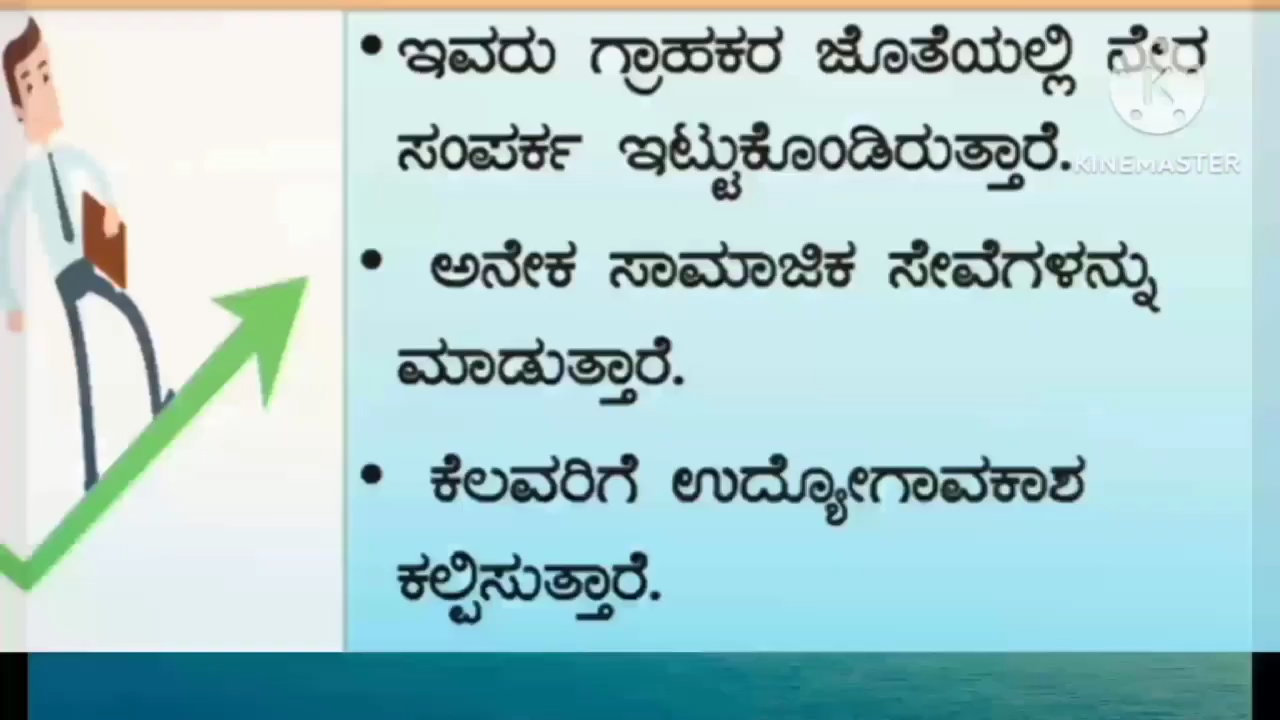 • ಇವರು ಗ್ರಾಹಕರ ಜೊತೆಯಲ್ಲಿ ನೇರ
ಸಂಪರ್ಕ ಇಟ್ಟುಕೊಂಡಿರುತ್ತಾರೆ.
KINEMASTER
• ಅನೇಕ ಸಾಮಾಜಿಕ ಸೇವೆಗಳನ್ನು
ಮಾಡುತ್ತಾರೆ.
• ಕೆಲವರಿಗೆ ಉದ್ಯೋಗಾವಕಾಶ
ಕಲ್ಪಿಸುತ್ತಾರೆ.